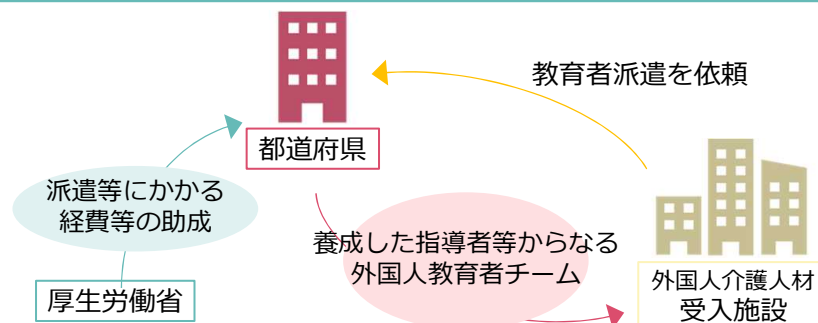 教育者派遣を依頼
都道府県
派遣等にかかる
経費等の助成
養成した指導者等からなる
外国人教育者チーム
厚生労働省
外国人介護人材
受入施設